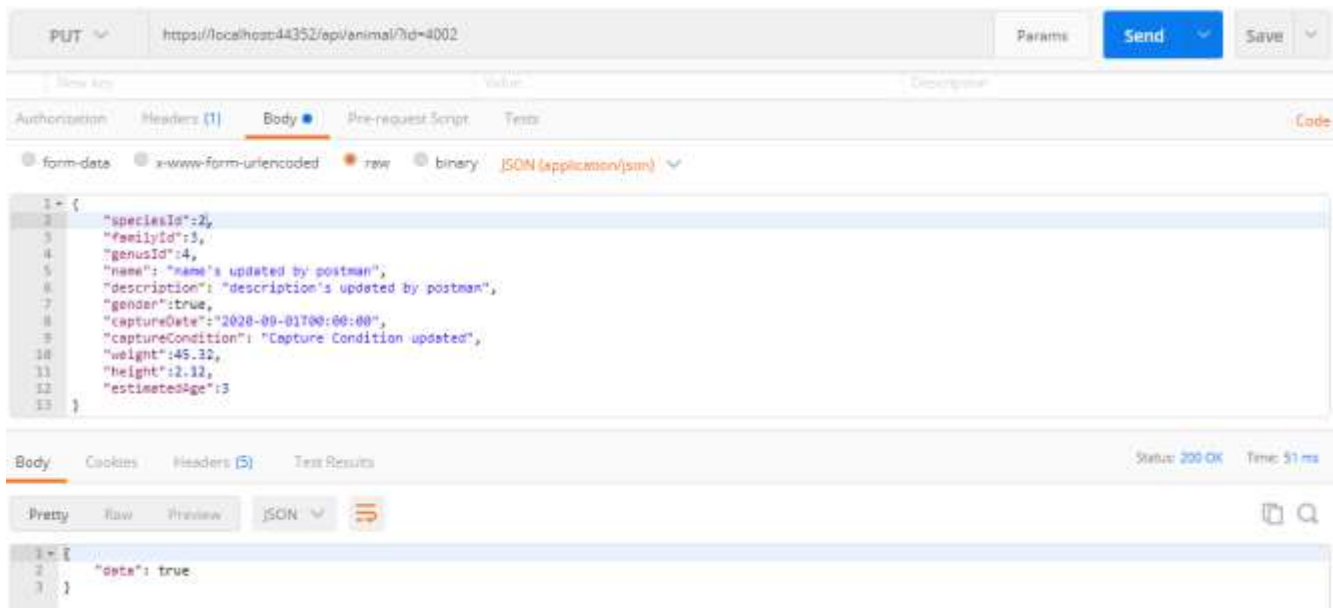 PUT https://localhost:44352/api/animal/?id=4002 Params Send Save
New key Value Description
Authorization Headers (1) Body Pre-request Script Tests Code
form-data x-www-form-urlencoded raw binary JSON (application/json)
1 {
2 "speciesId":2,
3 "familyId":3,
4 "genusId":4,
5 "name": "name's updated by postman",
6 "description": "description's updated by postman",
7 "gender":true,
8 "captureDate":"2020-09-01T00:00:00",
9 "captureCondition": "Capture Condition updated",
10 "weight":45.32,
11 "height":2.12,
12 "estimatedAge":3
13 }
Body Cookies Headers (5) Test Results Status: 200 OK Time: 51 ms
Pretty Raw Preview JSON
1 {
2 "data": true
3 }